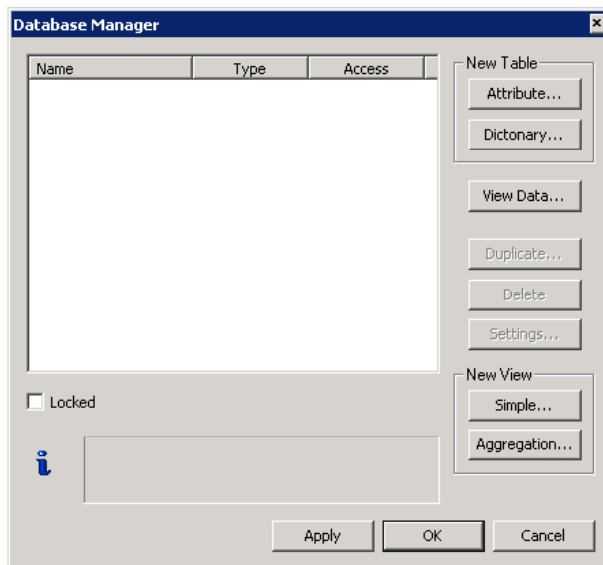 Database Manager
Name Type Access
New Table
Attribute...
Dictonary...
View Data...
Duplicate...
Delete
Settings...
New View
Simple...
Aggregation...
Locked
Apply OK Cancel